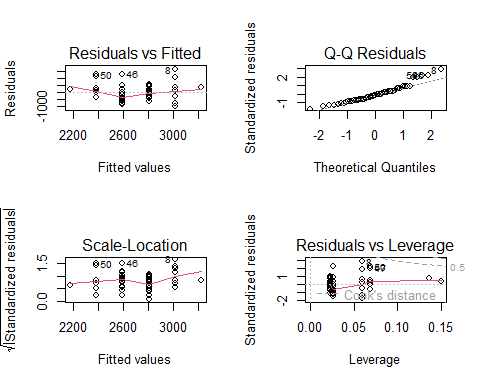 Residuals vs Fitted
Residuals
-1000
50
46
8
2200 2600 3000
Fitted values
Q-Q Residuals
Standardized residuals
-1 2
8
-2 -1 0 1 2
Theoretical Quantiles
Scale-Location
√|Standardized residuals|
0.0 1.5
50
46
8
2200 2600 3000
Fitted values
Residuals vs Leverage
Standardized residuals
-2 1
8
0.5
Cook's distance
0.00 0.05 0.10 0.15
Leverage